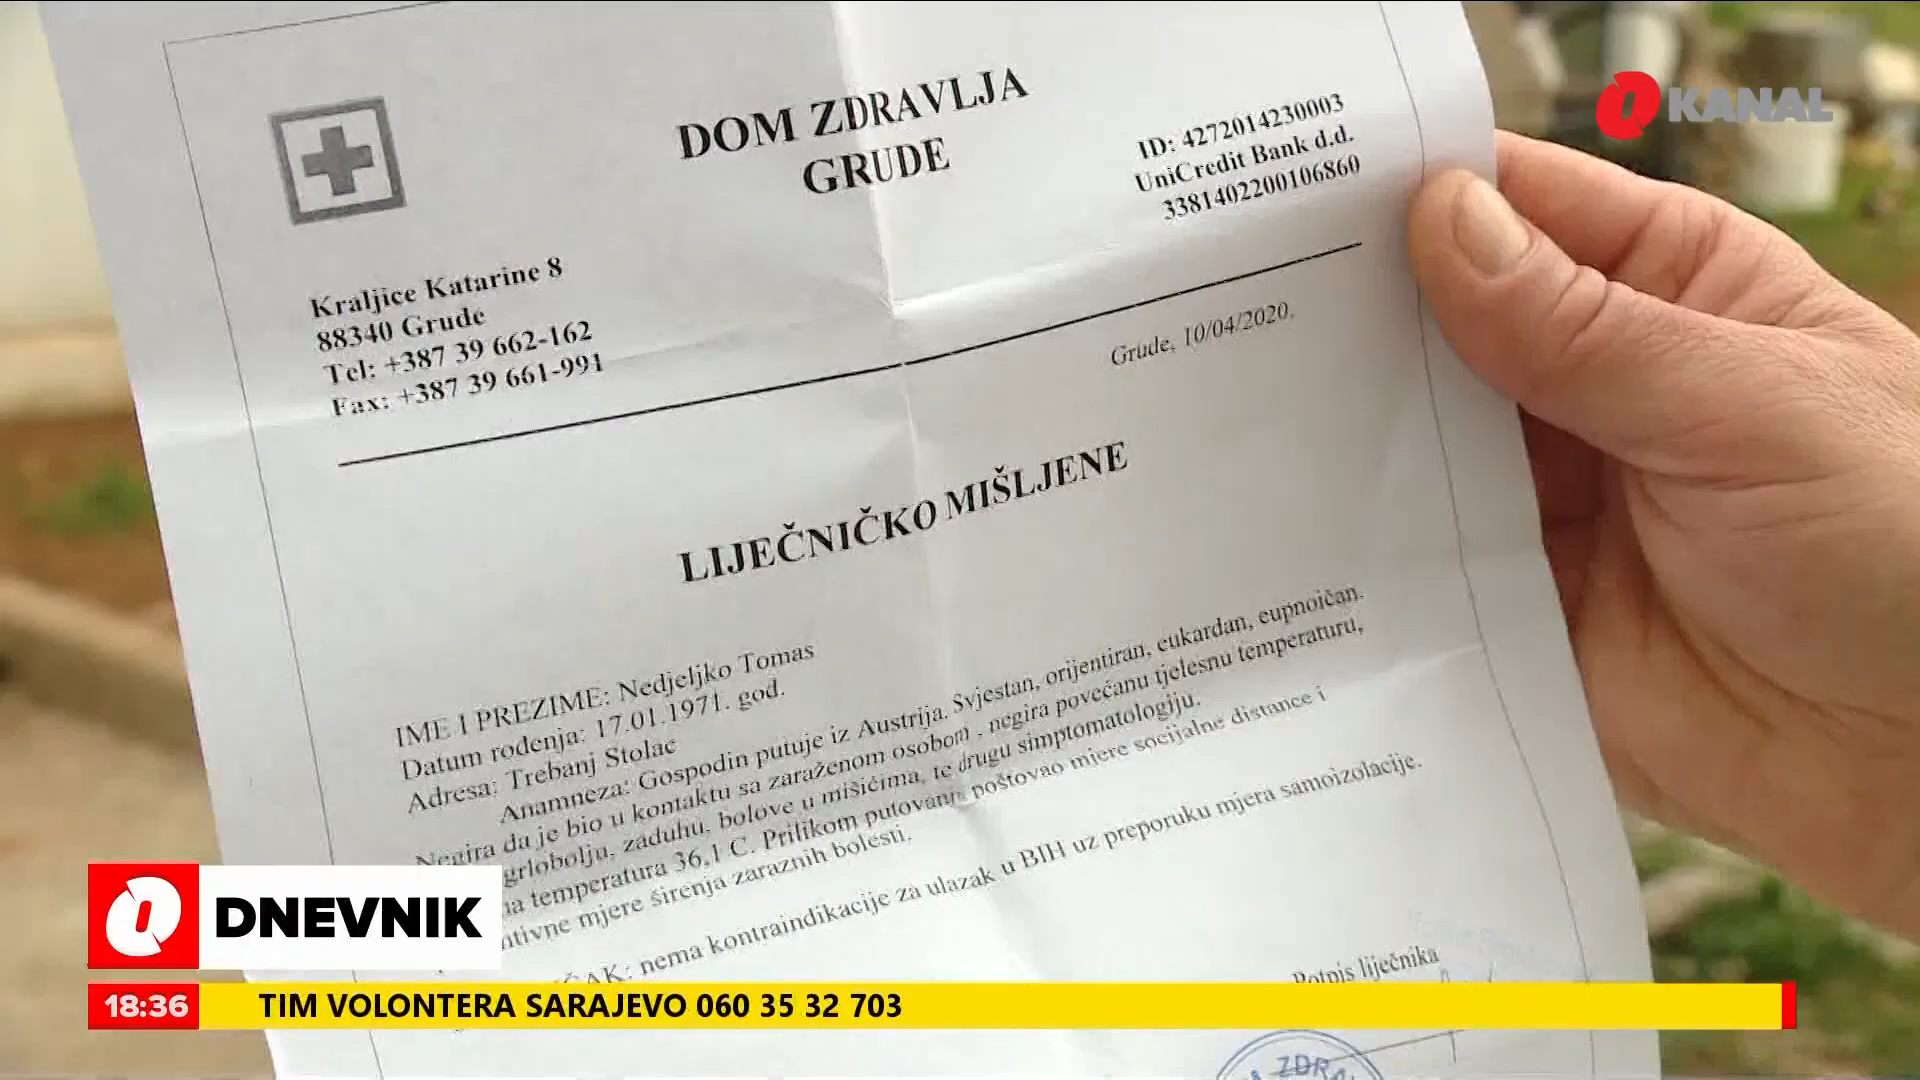 KANAL
DOM ZDRAVLJA
GRUDE
ID: 4272014230003
UniCredit Bank d.d.
3381402200106860
Kraljice Katarine 8
88340 Grude
Tel: +387 39 662-162
Fax: +387 39 661-991
Grude, 10/04/2020.
LIJEČNIČKO MIŠLJENE
IME I PREZIME: Nedjeljko Tomas
Datum rođenja: 17.01.1971. god.
Adresa: Trebanj Stolac
Anamneza: Gospodin putuje iz Austrija. Svjestan, orijentiran, eukardan, eupnoičan.
Negira da je bio u kontaktu sa zaraženom osobom , negira povećanu tjelesnu temperaturu,
grlobolju, zaduhu, bolove u mišićima, te drugu simptomatologiju.
temperatura 36,1 C. Prilikom putovanja poštovao mjere socijalne distance i
mjere širenja zaraznih bolesti.
nema kontraindikacije za ulazak u BIH uz preporuku mjera samoizolacije.
Potpis liječnika
DNEVNIK
18:36
TIM VOLONTERA SARAJEVO 060 35 32 703